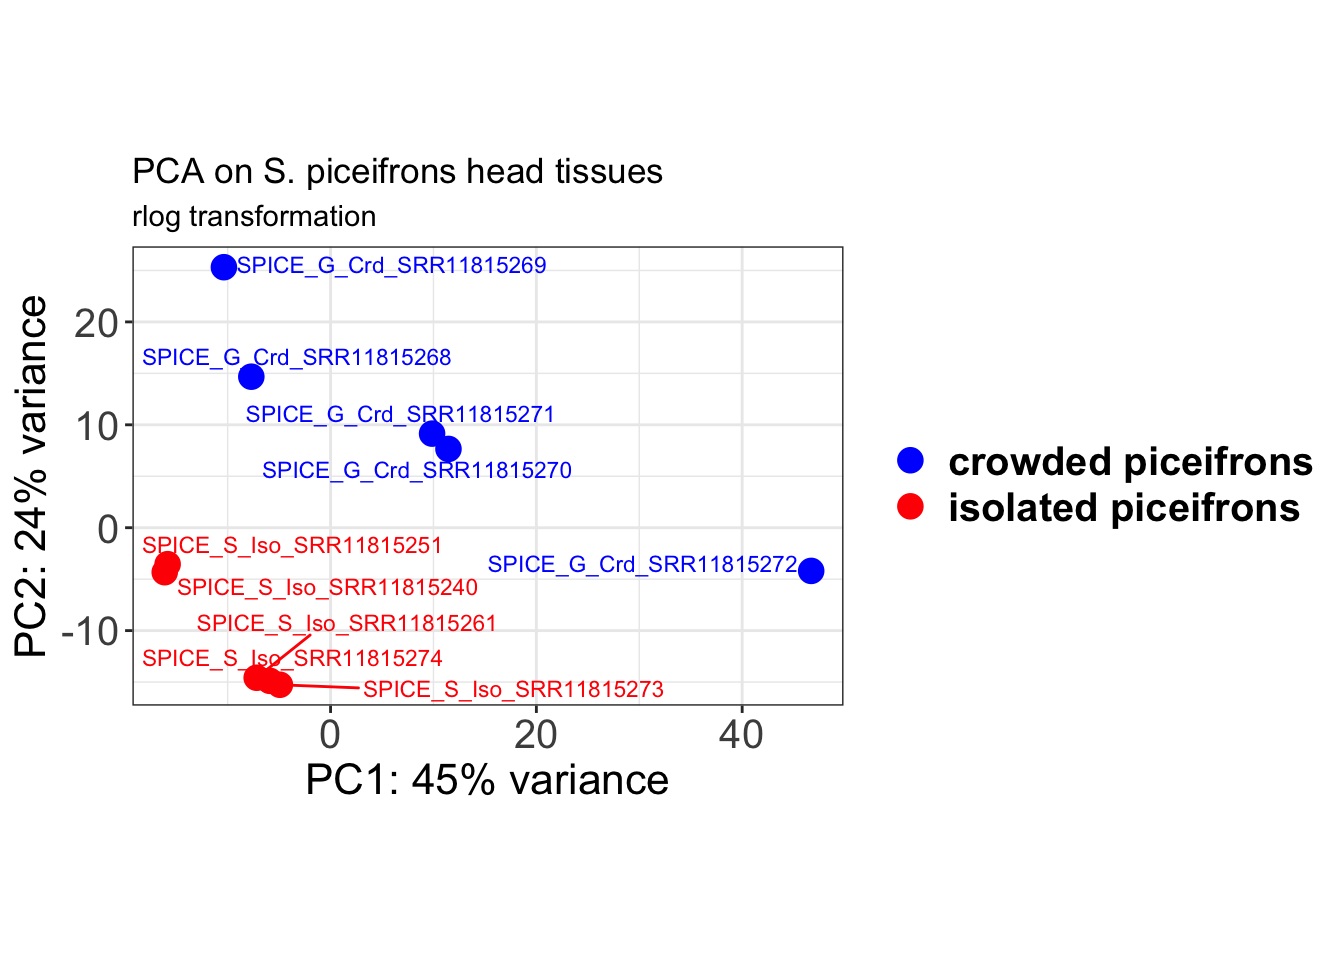 PCA on S. piceifrons head tissues
rlog transformation
SPICE_G_Crd_SRR11815269
SPICE_G_Crd_SRR11815268
SPICE_G_Crd_SRR11815271
SPICE_G_Crd_SRR11815270
SPICE_S_Iso_SRR11815251
SPICE_G_Crd_SRR11815272
SPICE_S_Iso_SRR11815240
SPICE_S_Iso_SRR11815261
SPICE_S_Iso_SRR11815274
SPICE_S_Iso_SRR11815273
20
10
0
-10
PC2: 24% variance
0
20
40
PC1: 45% variance
crowded piceifrons
isolated piceifrons